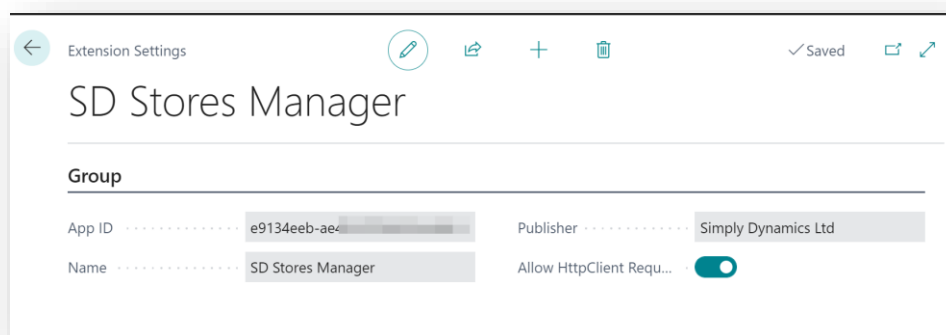 Extension Settings
Saved
SD Stores Manager
Group
App ID
e9134eeb-ae4
Publisher
Simply Dynamics Ltd
Name
SD Stores Manager
Allow HttpClient Requ...